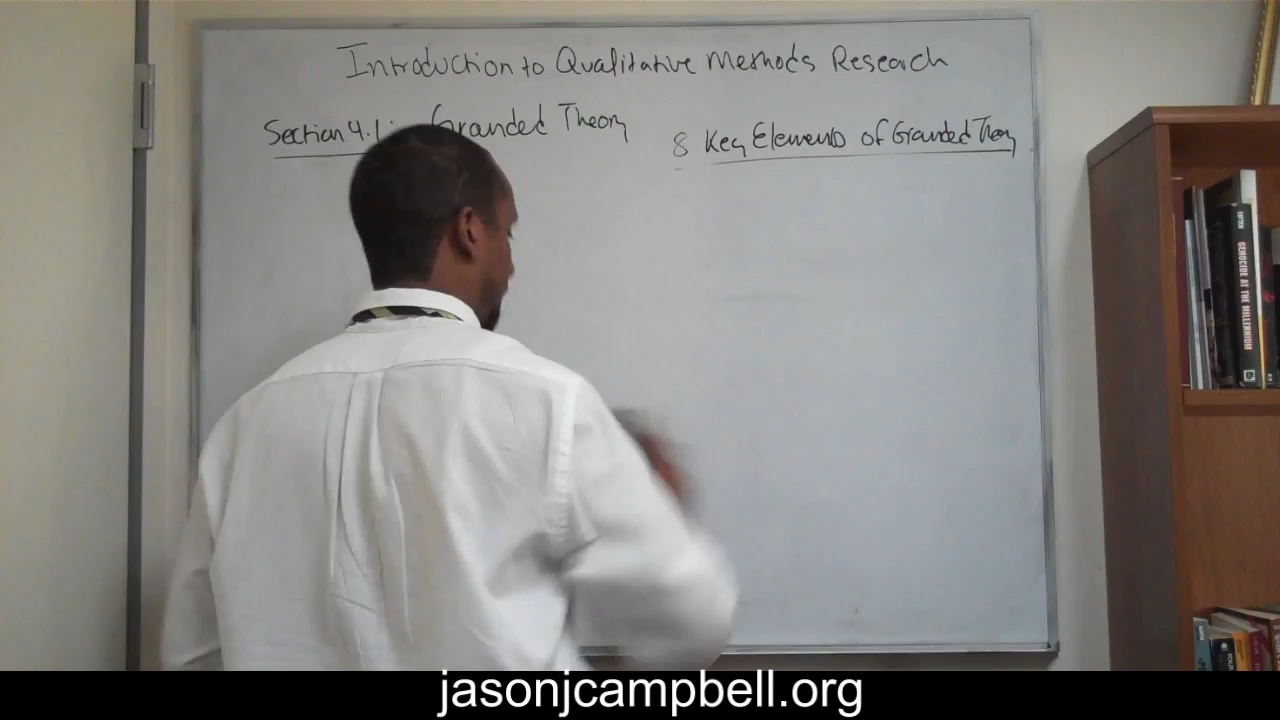 Introduction to Qualitative Methods Research
Section 4.1: Grounded Theory
8 Key Elements of Grounded Theory
GENOCIDE AT THE MILLENNIUM
jasonjcampbell.org